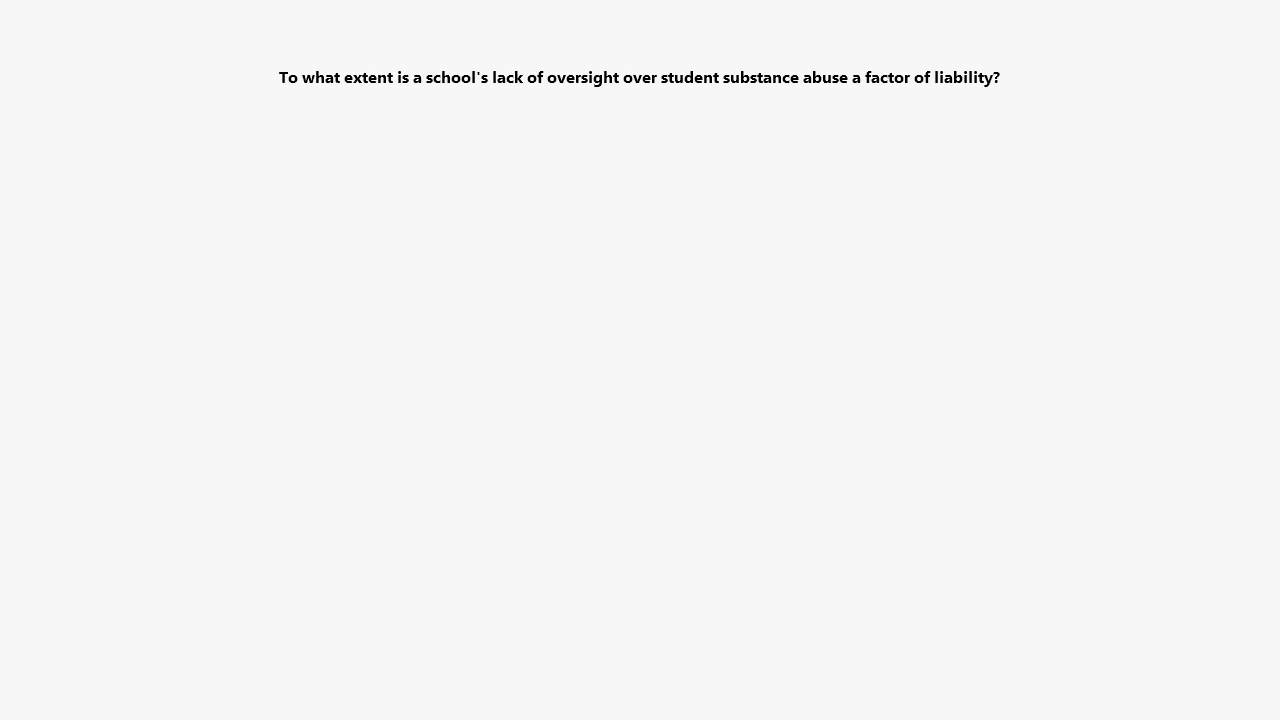 To what extent is a school's lack of oversight over student substance abuse a factor of liability?